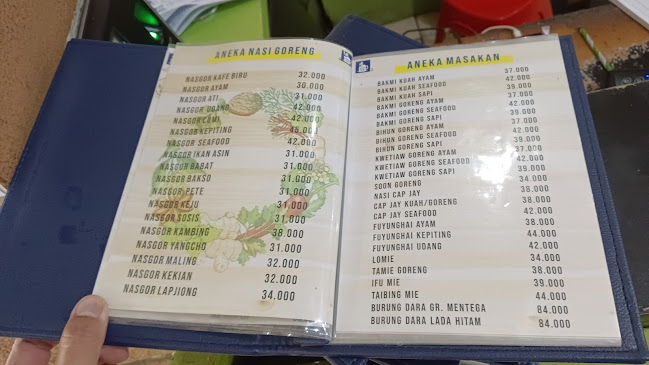 ANEKA NASI GORENG
NASGOR KAFE BIRU 32.000
NASGOR AYAM 30.000
NASGOR ATI 31.000
NASGOR UDANG 42.000
NASGOR CUMI 42.000
NASGOR KEPITING 45.000
NASGOR SEAFOOD 42.000
NASGOR IKAN ASIN 31.000
NASGOR BABAT 31.000
NASGOR BAKSO 31.000
NASGOR PETE 31.000
NASGOR KEJU 31.000
NASGOR SOSIS 31.000
NASGOR KAMBING 38.000
NASGOR YANGCHO 31.000
NASGOR MALING 32.000
NASGOR KEKIAN 32.000
NASGOR LAPJIONG 34.000
ANEKA MASAKAN
BAKMI KUAH AYAM 37.000
BAKMI KUAH SEAFOOD 42.000
BAKMI KUAH SAPI 39.000
BAKMI GORENG AYAM 37.000
BAKMI GORENG SEAFOOD 42.000
BAKMI GORENG SAPI 39.000
BIHUN GORENG AYAM 37.000
BIHUN GORENG SEAFOOD 42.000
BIHUN GORENG SAPI 39.000
KWETIAW GORENG AYAM 37.000
KWETIAW GORENG SEAFOOD 42.000
KWETIAW GORENG SAPI 39.000
SOON GORENG 34.000
NASI CAP JAY 38.000
CAP JAY KUAH/GORENG 38.000
CAP JAY SEAFOOD 42.000
FUYUNGHAI AYAM 38.000
FUYUNGHAI KEPITING 44.000
FUYUNGHAI UDANG 42.000
LOMIE 34.000
TAMIE GORENG 38.000
IFU MIE 39.000
TAIBING MIE 44.000
BURUNG DARA GR. MENTEGA 84.000
BURUNG DARA LADA HITAM 84.000